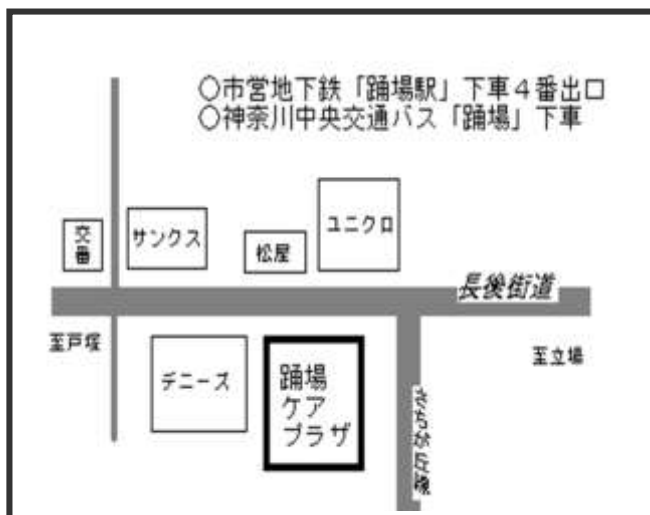 ○市営地下鉄「踊場駅」下車４番出口
○神奈川中央交通バス「踊場」下車
交番
サンクス
松屋
ユニクロ
長後街道
至戸塚
至立場
デニーズ
踊場
ケア
プラザ